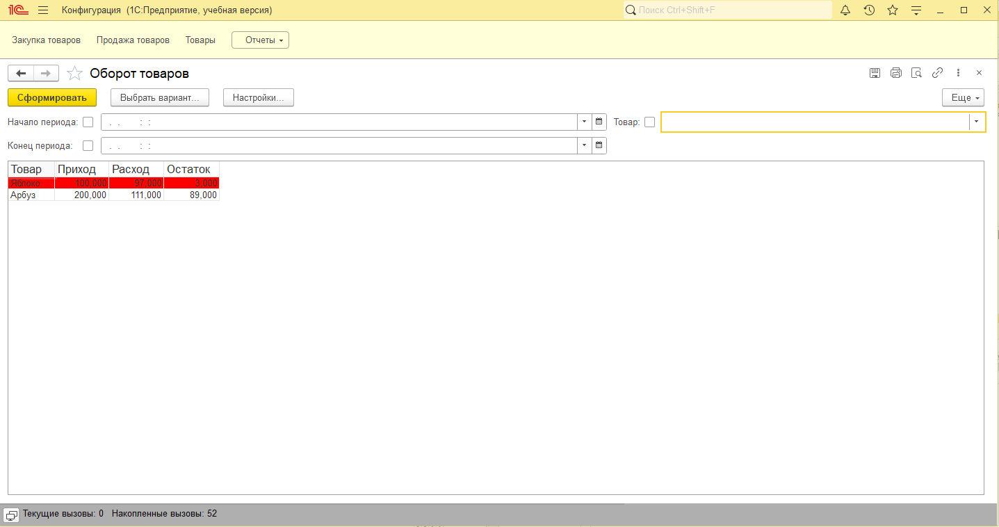 1С Конфигурация (1С:Предприятие, учебная версия) Поиск Ctrl+Shift+F
Закупка товаров Продажа товаров Товары Отчеты
Оборот товаров
Сформировать Выбрать вариант... Настройки... Еще
Начало периода: . . : : Товар:
Конец периода: . . : :
Товар Приход Расход Остаток
Яблоко 100,000 97,000 3,000
Арбуз 200,000 111,000 89,000
Текущие вызовы: 0 Накопленные вызовы: 52